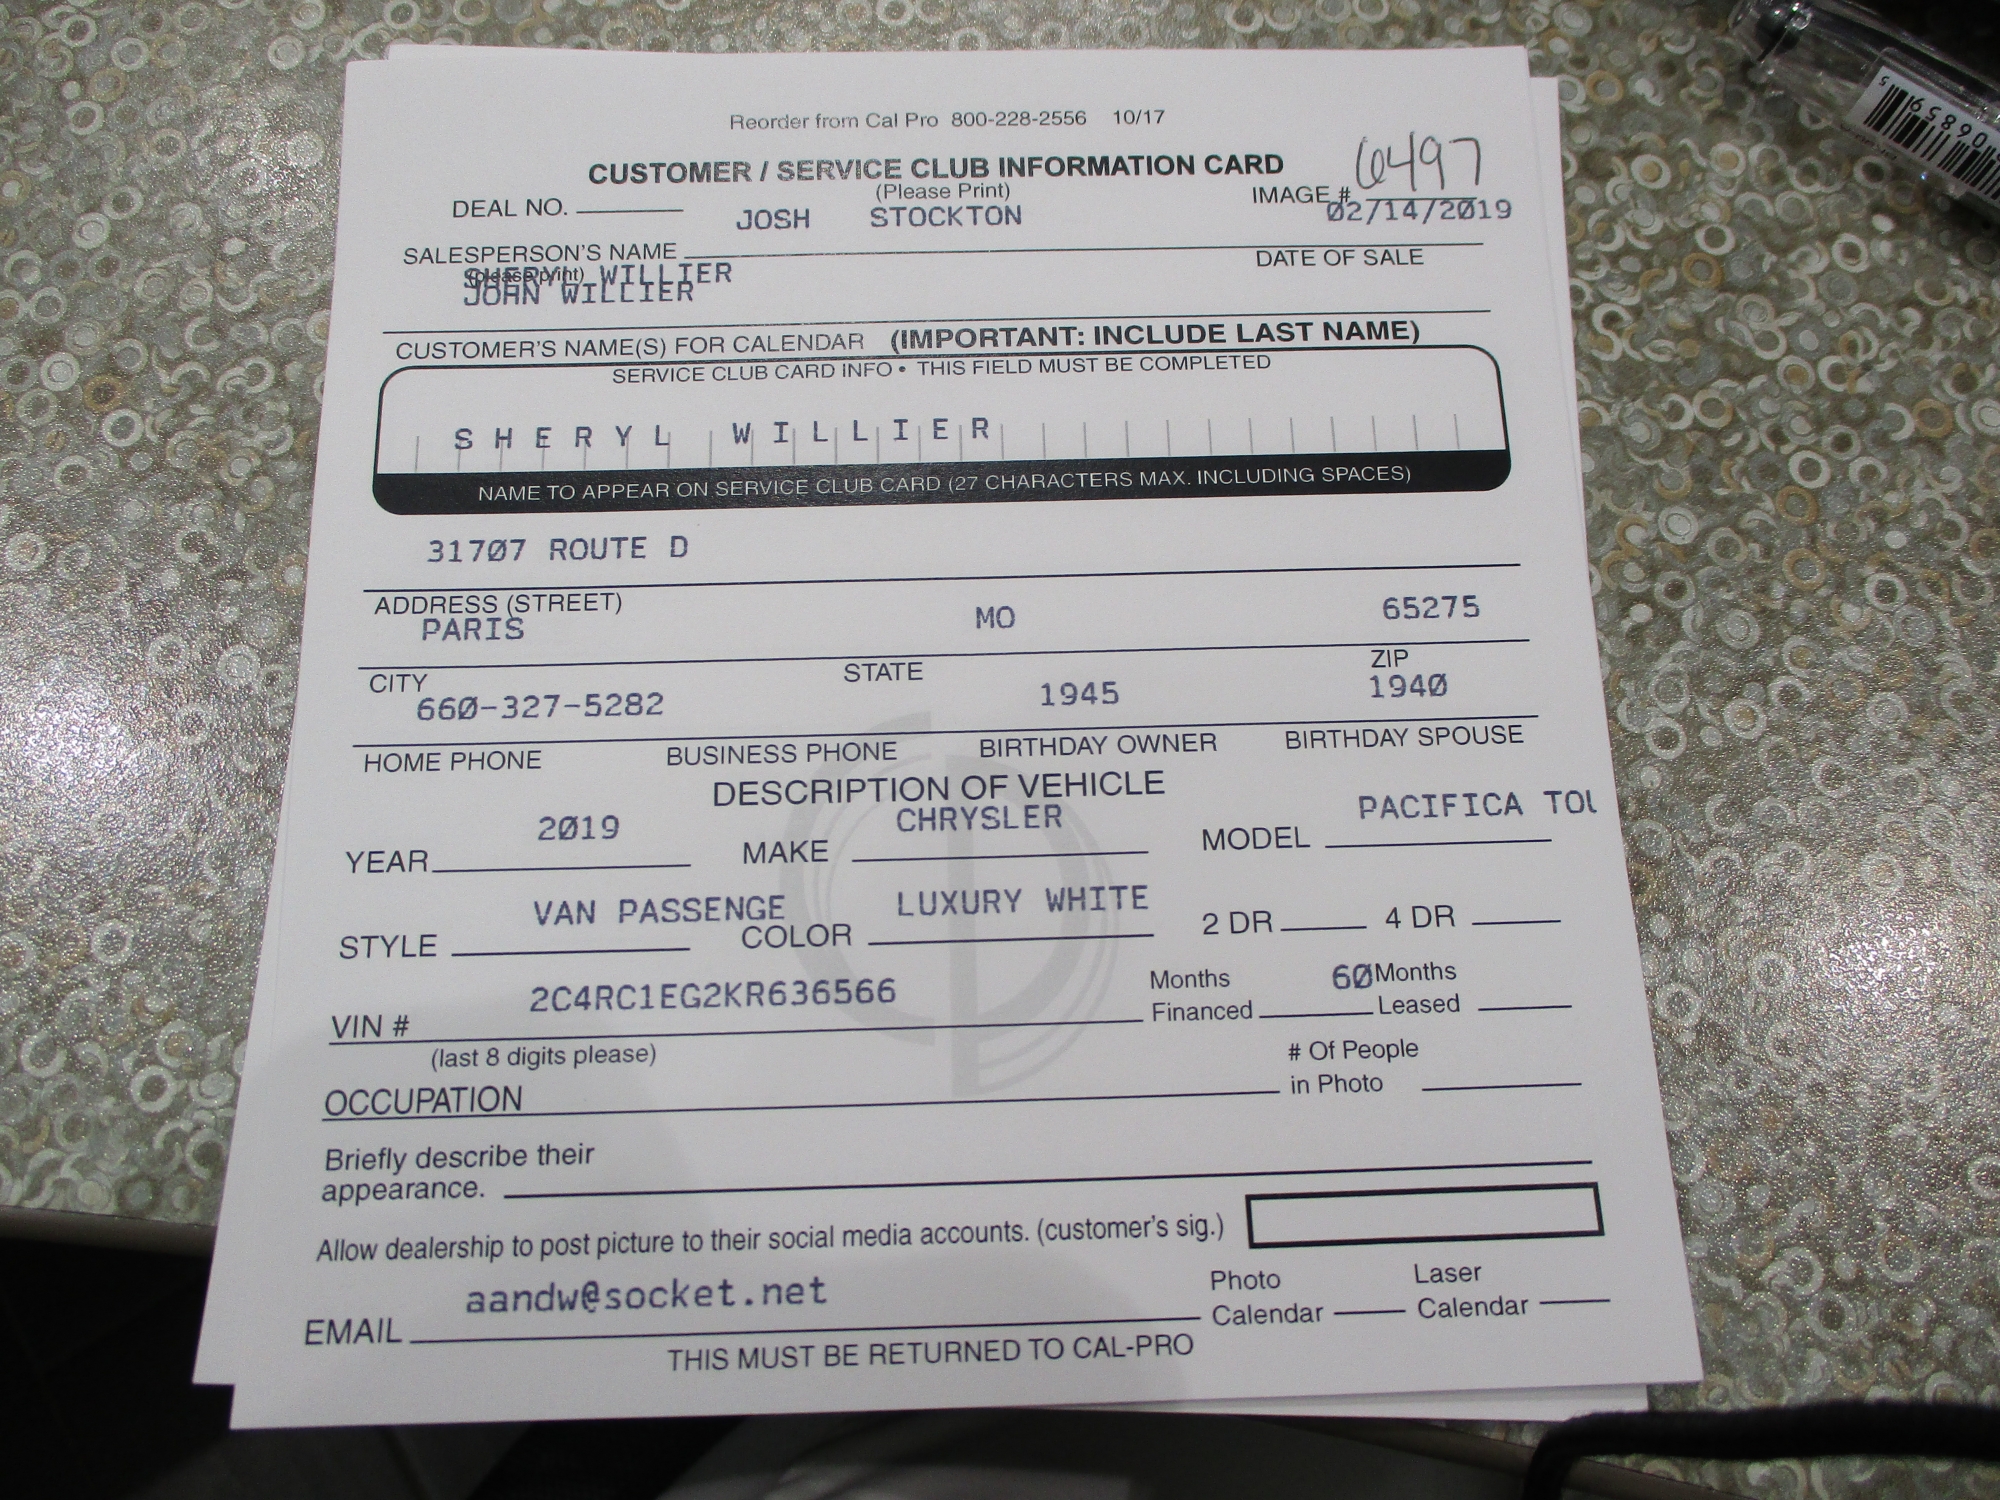 Reorder from Cal Pro 800-228-2556 10/17
CUSTOMER / SERVICE CLUB INFORMATION CARD
(Please Print)
DEAL NO.
IMAGE # 6497
JOSH STOCKTON 02/14/2019
SALESPERSON'S NAME DATE OF SALE
(please print)
SHERYL WILLIER
JOHN WILLIER
CUSTOMER'S NAME(S) FOR CALENDAR (IMPORTANT: INCLUDE LAST NAME)
SERVICE CLUB CARD INFO • THIS FIELD MUST BE COMPLETED
SHERYL WILLIER
NAME TO APPEAR ON SERVICE CLUB CARD (27 CHARACTERS MAX. INCLUDING SPACES)
31707 ROUTE D
ADDRESS (STREET)
PARIS MO 65275
CITY STATE ZIP
660-327-5282 1945 1940
HOME PHONE BUSINESS PHONE BIRTHDAY OWNER BIRTHDAY SPOUSE
DESCRIPTION OF VEHICLE
YEAR 2019 MAKE CHRYSLER MODEL PACIFICA TOU
STYLE VAN PASSENGE COLOR LUXURY WHITE 2 DR 4 DR
VIN # 2C4RC1EG2KR636566 Months Financed 60 Months Leased
(last 8 digits please)
# Of People in Photo
OCCUPATION
Briefly describe their
appearance.
Allow dealership to post picture to their social media accounts. (customer's sig.)
EMAIL aandw@socket.net Photo Calendar Laser Calendar
THIS MUST BE RETURNED TO CAL-PRO
068595